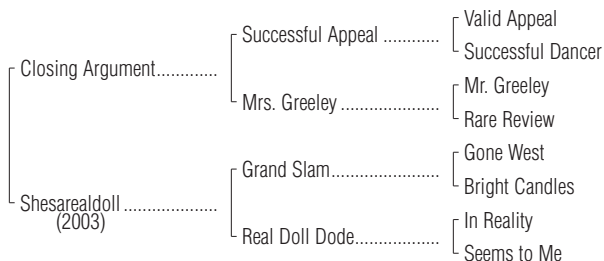 Valid Appeal
Successful Appeal ............
Successful Dancer
Closing Argument.............
Mr. Greeley
Mrs. Greeley .....................
Rare Review
Gone West
Grand Slam.......................
Bright Candles
Shesarealdoll ....................
(2003)
In Reality
Real Doll Dode..................
Seems to Me